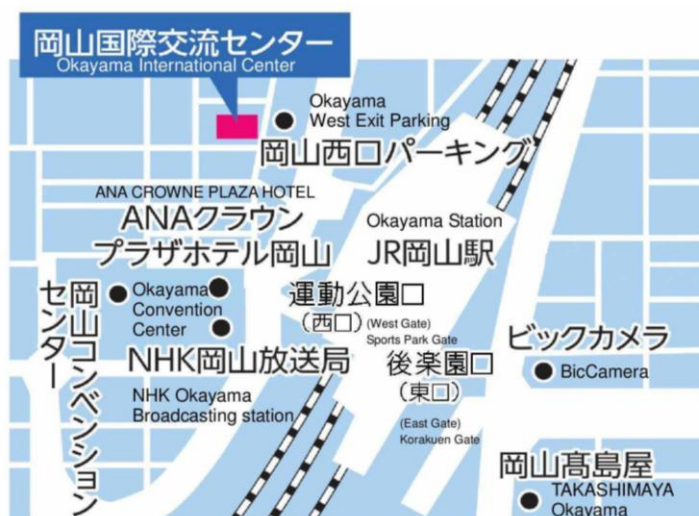 岡山国際交流センター
Okayama International Center
Okayama
West Exit Parking
岡山西口パーキング
ANA CROWNE PLAZA HOTEL
ANAクラウン
プラザホテル岡山
Okayama Station
JR岡山駅
岡山コンベンション
センター
Okayama
Convention
Center
運動公園口
(西口)
(West Gate)
Sports Park Gate
NHK岡山放送局
NHK Okayama
Broadcasting station
後楽園口
(東口)
(East Gate)
Korakuen Gate
ビックカメラ
BicCamera
岡山髙島屋
TAKASHIMAYA
Okayama